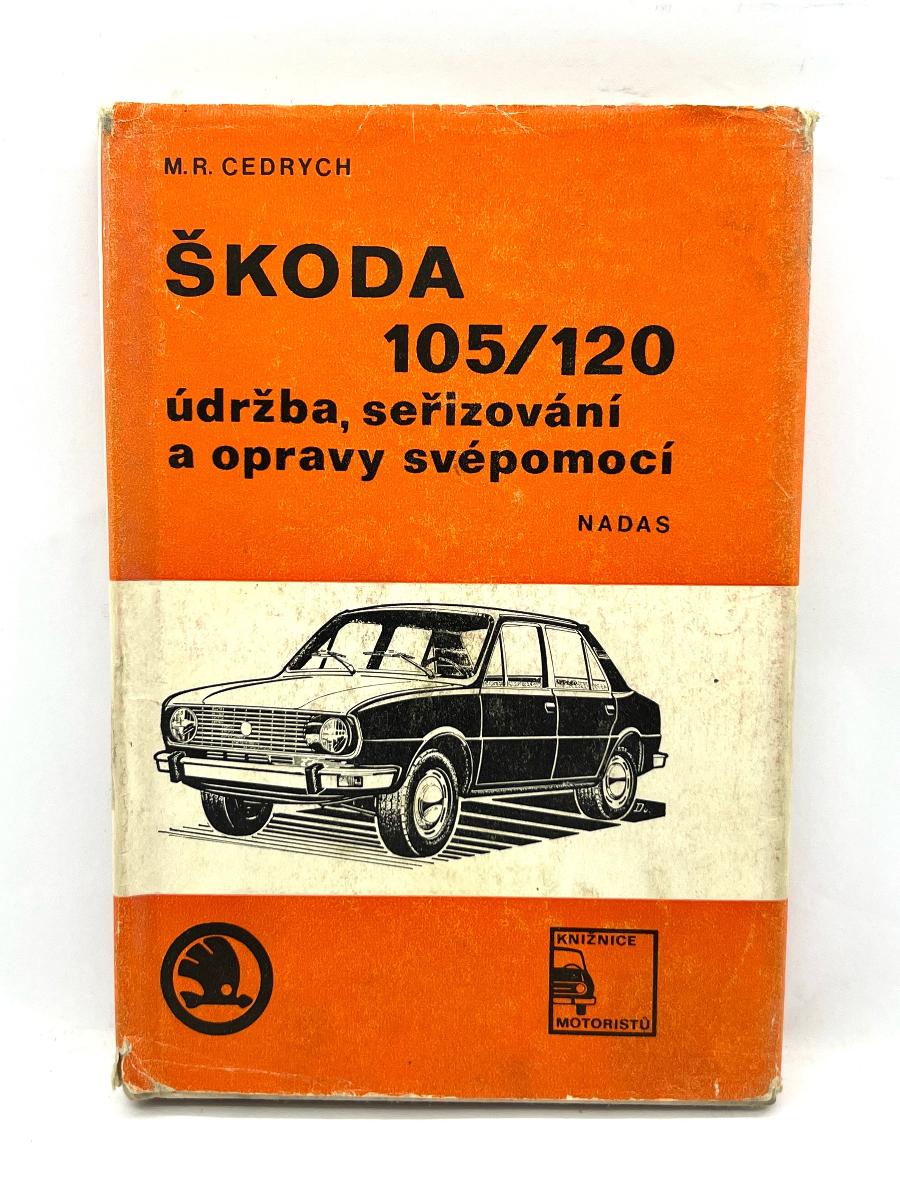 M. R. CEDRYCH
ŠKODA
105/120
údržba, seřizování
a opravy svépomocí
NADAS
KNIŽNICE
MOTORISTŮ